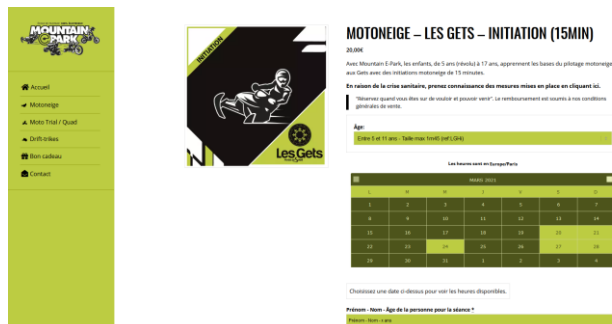 MOUNTAIN
E-PARK
Accueil
Motoneige
Moto Trial / Quad
Drift-trikes
Bon cadeau
Contact
INITIATION
Les Gets
MOTONEIGE – LES GETS – INITIATION (15MIN)
20,00€
Avec Mountain E-Park, les enfants, de 5 ans (révolu) à 17 ans, apprennent les bases du pilotage motoneige
aux Gets avec des initiations motoneige de 15 minutes.
En raison de la crise sanitaire, prenez connaissance des mesures mises en place en cliquant ici.
"Réservez quand vous êtes sur de vouloir et pouvoir venir". Le remboursement est soumis à nos conditions
générales de vente.
Âge:
Entre 5 et 11 ans - Taille max 1m45 (ref LGH)
Les heures sont en Europe/Paris
MARS 2021
L M M J V S D
1 2 3 4 5 6 7
8 9 10 11 12 13 14
15 16 17 18 19 20 21
22 23 24 25 26 27 28
29 30 31 1 2 3 4
Choisissez une date ci-dessus pour voir les heures disponibles.
Prénom - Nom - Âge de la personne pour la séance *
Prénom - Nom - x ans